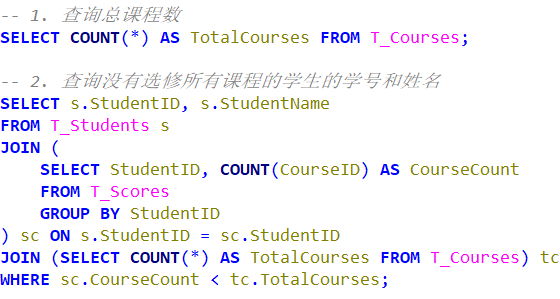 -- 1. 查询总课程数
SELECT COUNT(*) AS TotalCourses FROM T_Courses;
-- 2. 查询没有选修所有课程的学生的学号和姓名
SELECT s.StudentID, s.StudentName
FROM T_Students s
JOIN (
    SELECT StudentID, COUNT(CourseID) AS CourseCount
    FROM T_Scores
    GROUP BY StudentID
) sc ON s.StudentID = sc.StudentID
JOIN (SELECT COUNT(*) AS TotalCourses FROM T_Courses) tc
WHERE sc.CourseCount < tc.TotalCourses;